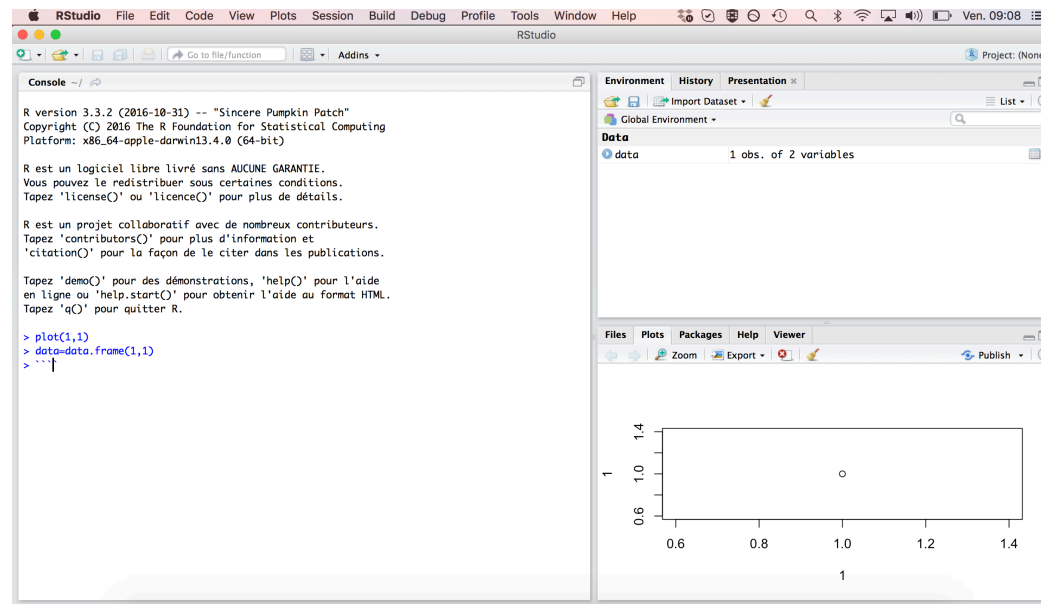 RStudio File Edit Code View Plots Session Build Debug Profile Tools Window Help Ven. 09:08
RStudio
Go to file/function Addins Project: (None
Console ~/
R version 3.3.2 (2016-10-31) -- "Sincere Pumpkin Patch"
Copyright (C) 2016 The R Foundation for Statistical Computing
Platform: x86_64-apple-darwin13.4.0 (64-bit)
R est un logiciel libre livré sans AUCUNE GARANTIE.
Vous pouvez le redistribuer sous certaines conditions.
Tapez 'license()' ou 'licence()' pour plus de détails.
R est un projet collaboratif avec de nombreux contributeurs.
Tapez 'contributors()' pour plus d'information et
'citation()' pour la façon de le citer dans les publications.
Tapez 'demo()' pour des démonstrations, 'help()' pour l'aide
en ligne ou 'help.start()' pour obtenir l'aide au format HTML.
Tapez 'q()' pour quitter R.
> plot(1,1)
> data=data.frame(1,1)
> ````
Environment History Presentation
Import Dataset List
Global Environment
Data
data 1 obs. of 2 variables
Files Plots Packages Help Viewer
Zoom Export Publish
1.4
1.0
0.6
1
0.6 0.8 1.0 1.2 1.4
1